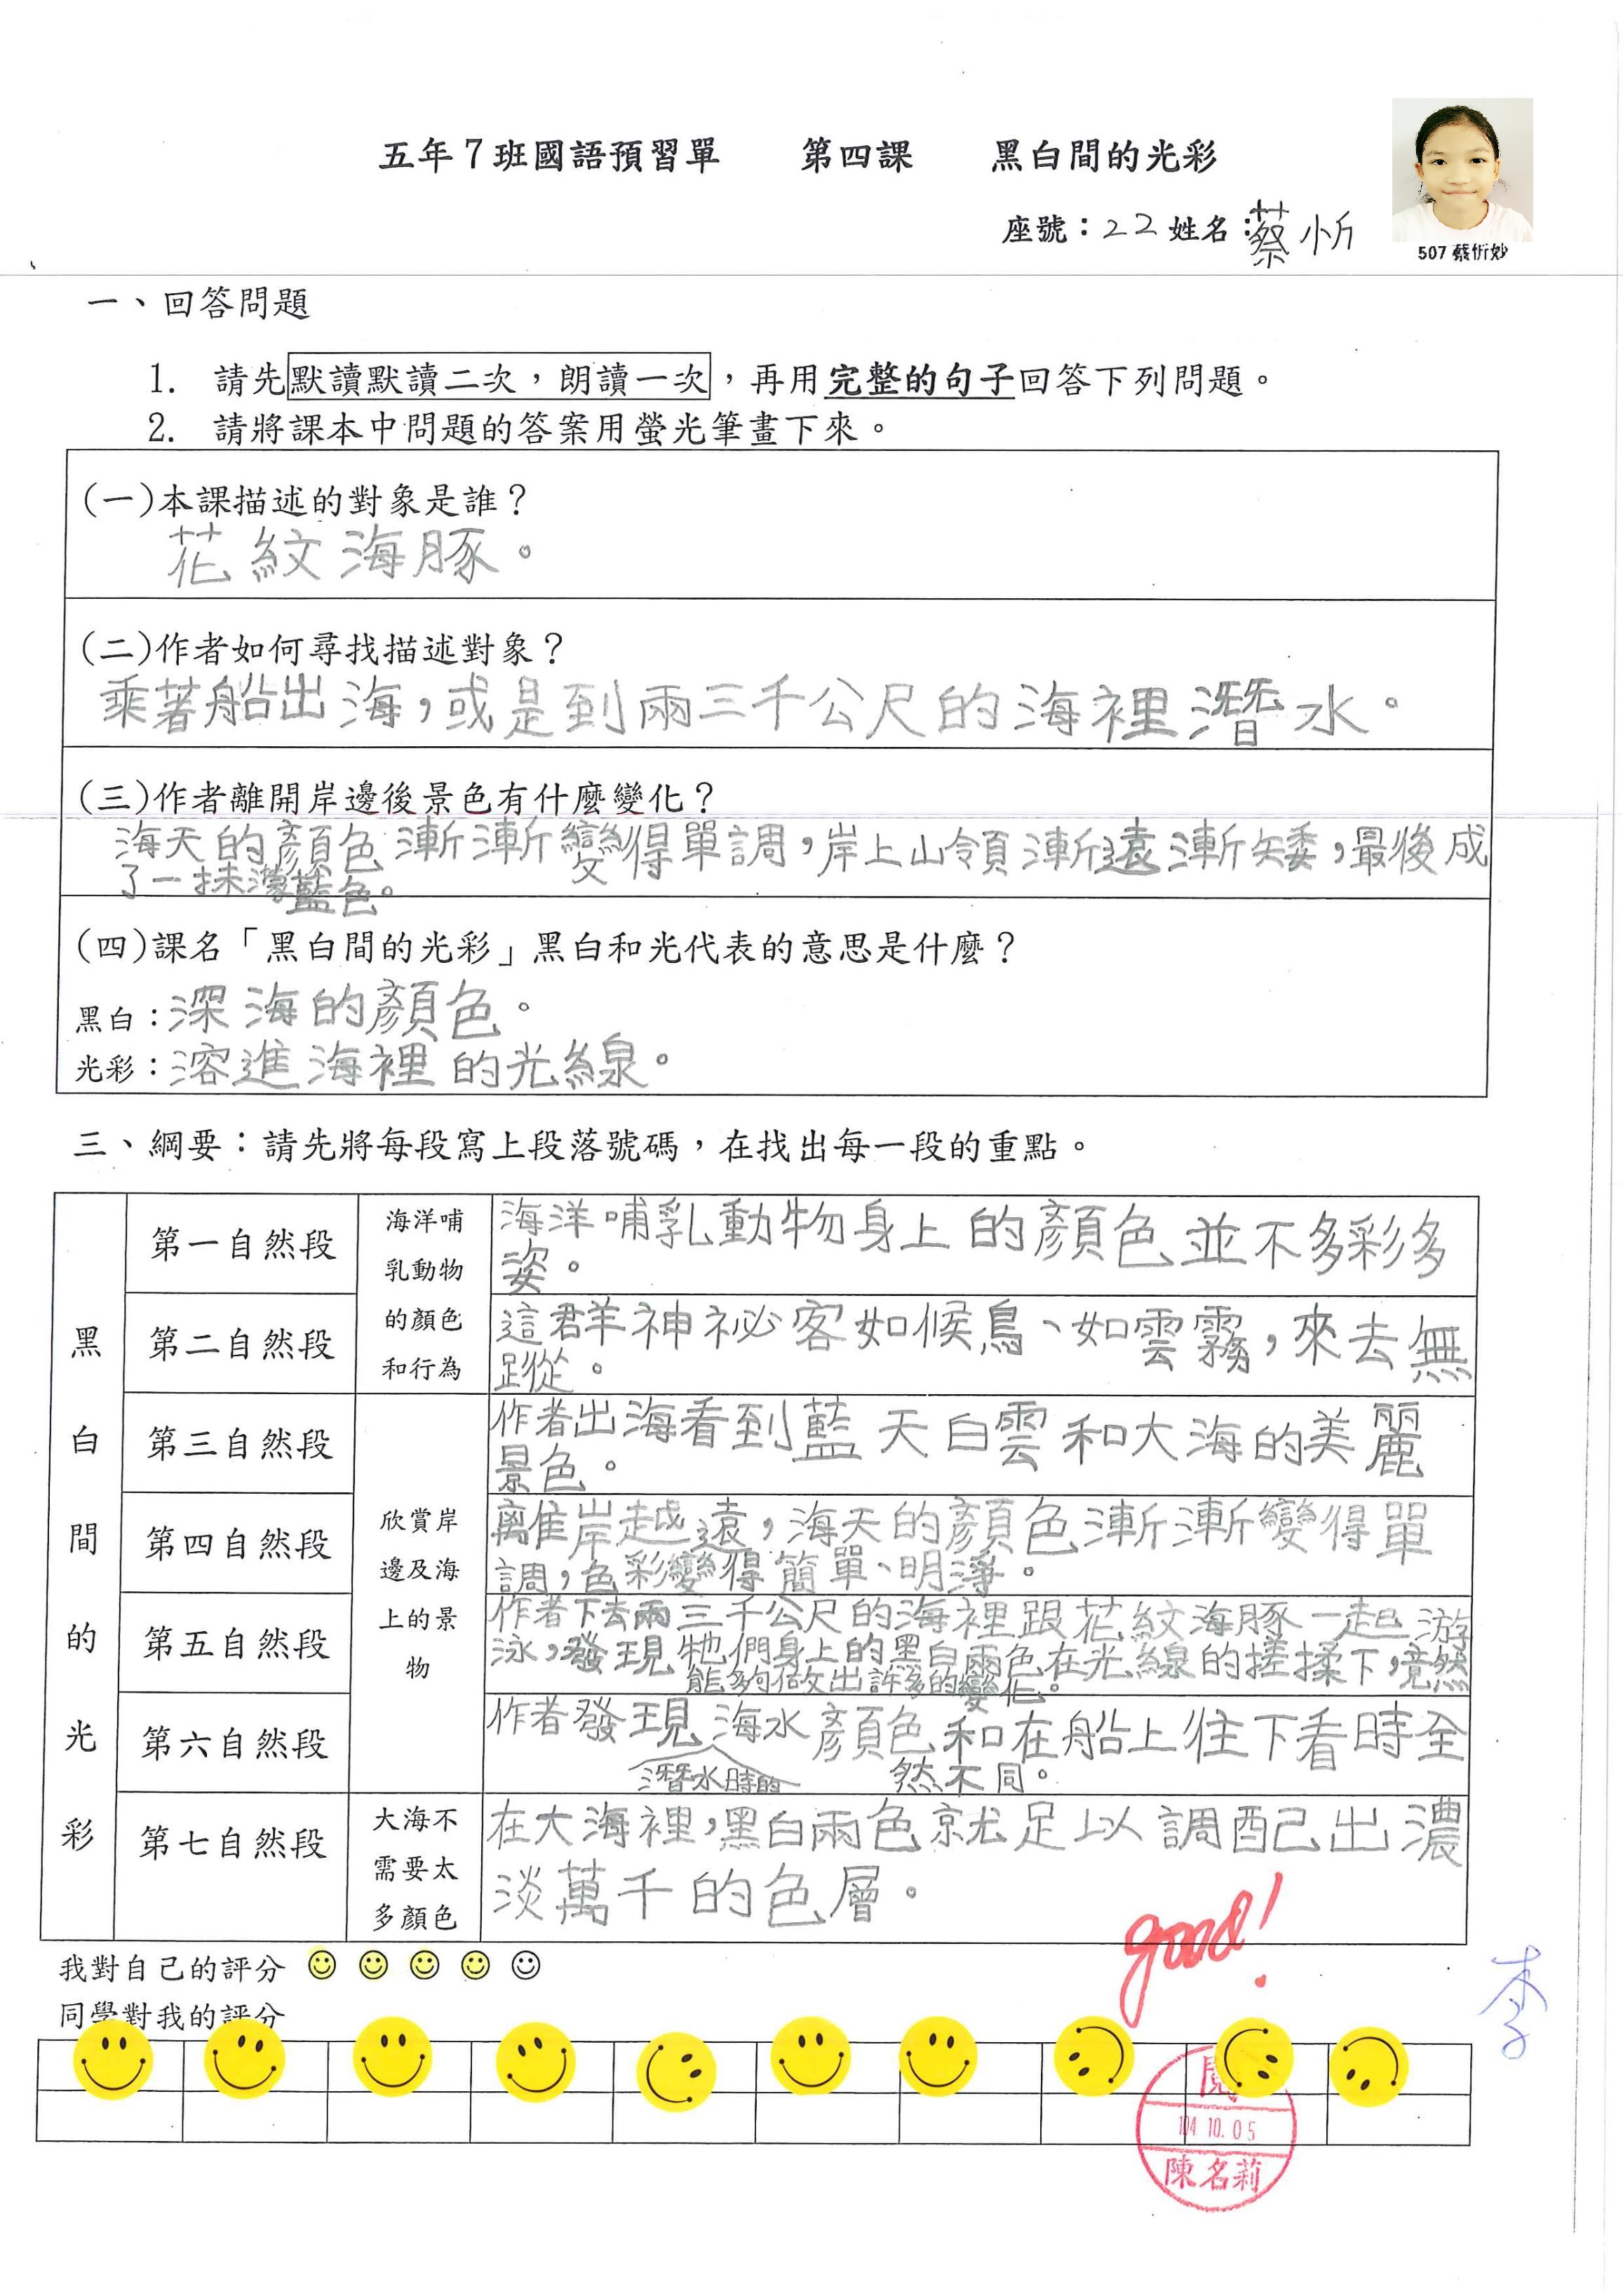 五年7班國語預習單 第四課 黑白間的光彩
座號：22 姓名：蔡忻
507 蔡忻妙
一、回答問題
1. 請先默讀默讀二次，朗讀一次，再用完整的句子回答下列問題。
2. 請將課本中問題的答案用螢光筆畫下來。
(一)本課描述的對象是誰？
花紋海豚。
(二)作者如何尋找描述對象？
乘著船出海，或是到兩三千公尺的海裡潛水。
(三)作者離開岸邊後景色有什麼變化？
海天的顏色漸漸變得單調，岸上山領漸遠漸矮，最後成
了一抹濛藍色。
(四)課名「黑白間的光彩」黑白和光代表的意思是什麼？
黑白：深海的顏色。
光彩：溶進海裡的光線。
三、綱要：請先將每段寫上段落號碼，在找出每一段的重點。
黑白間的光彩
第一自然段
海洋哺乳動物的顏色和行為
海洋哺乳動物身上的顏色並不多彩多
姿。
第二自然段
這群神祕客如候鳥、如雲霧，來去無
蹤。
第三自然段
欣賞岸邊及海上的景物
作者出海看到藍天白雲和大海的美麗
景色。
第四自然段
離岸越遠，海天的顏色漸漸變得單
調，色彩變得簡單、明淨。
第五自然段
作者下去兩三千公尺的海裡跟花紋海豚一起游
泳，發現牠們身上的黑白兩色在光線的搓揉下，竟然
能夠做出許多的變化。
第六自然段
作者發現海水顏色和在船上往下看時全
潛水時的 然不同。
第七自然段
大海不需要太多顏色
在大海裡，黑白兩色就足以調配出濃
淡萬千的色層。
good!
我對自己的評分
李
同學對我的評分
閱
104.10.05
陳名莉